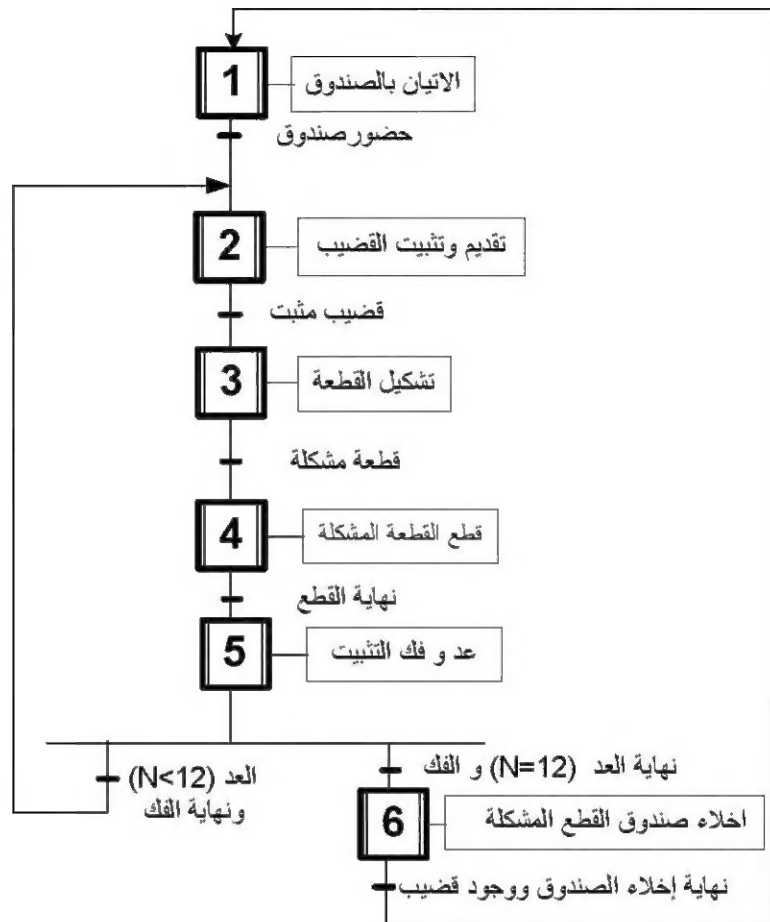 1
الاتيان بالصندوق
حضور صندوق
2
تقديم وتثبيت القضيب
قضيب مثبت
3
تشكيل القطعة
قطعة مشكلة
4
قطع القطعة المشكلة
نهاية القطع
5
عد و فك التثبيت
نهاية العد (N=12) و الفك
العد (N<12)
ونهاية الفك
6
اخلاء صندوق القطع المشكلة
نهاية إخلاء الصندوق ووجود قضيب